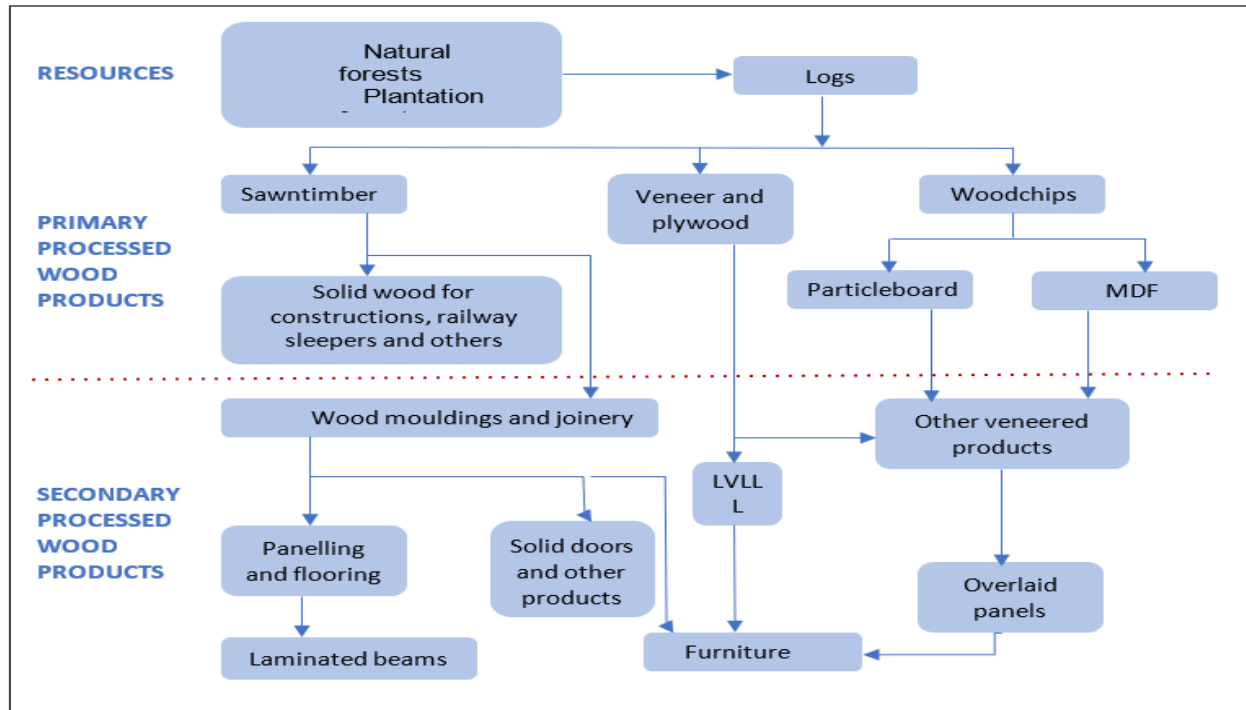 RESOURCES
Natural
forests
Plantation
Logs
Sawntimber
Veneer and
plywood
Woodchips
PRIMARY
PROCESSED
WOOD
PRODUCTS
Particleboard
MDF
Solid wood for
constructions, railway
sleepers and others
Wood mouldings and joinery
Other veneered
products
SECONDARY
PROCESSED
WOOD
PRODUCTS
LVLL
L
Panelling
and flooring
Solid doors
and other
products
Overlaid
panels
Laminated beams
Furniture